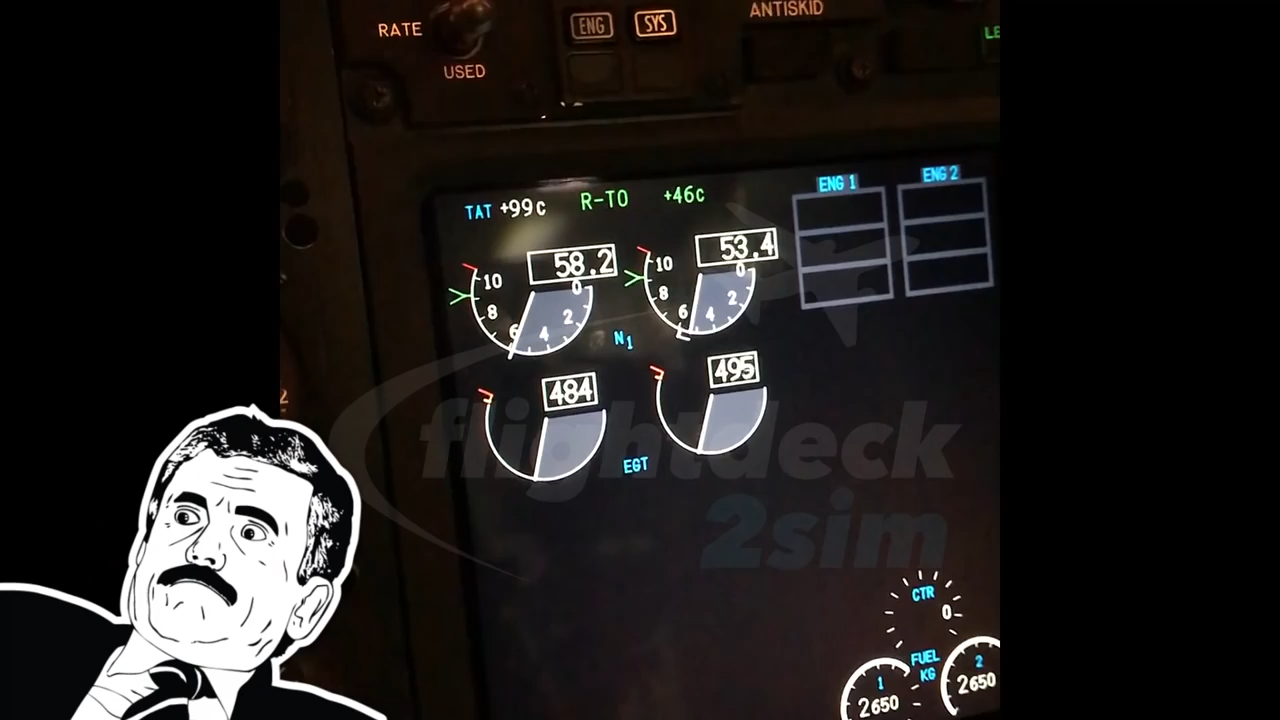 RATE
USED
ENG
SYS
ANTISKID
LE
TAT +99c
R-TO
+46c
ENG 1
ENG 2
58.2
10
8
6
4
2
0
53.4
10
8
6
4
2
0
N1
484
495
EGT
flightdeck
2sim
CTR
0
FUEL
KG
1
2650
2
2650
2